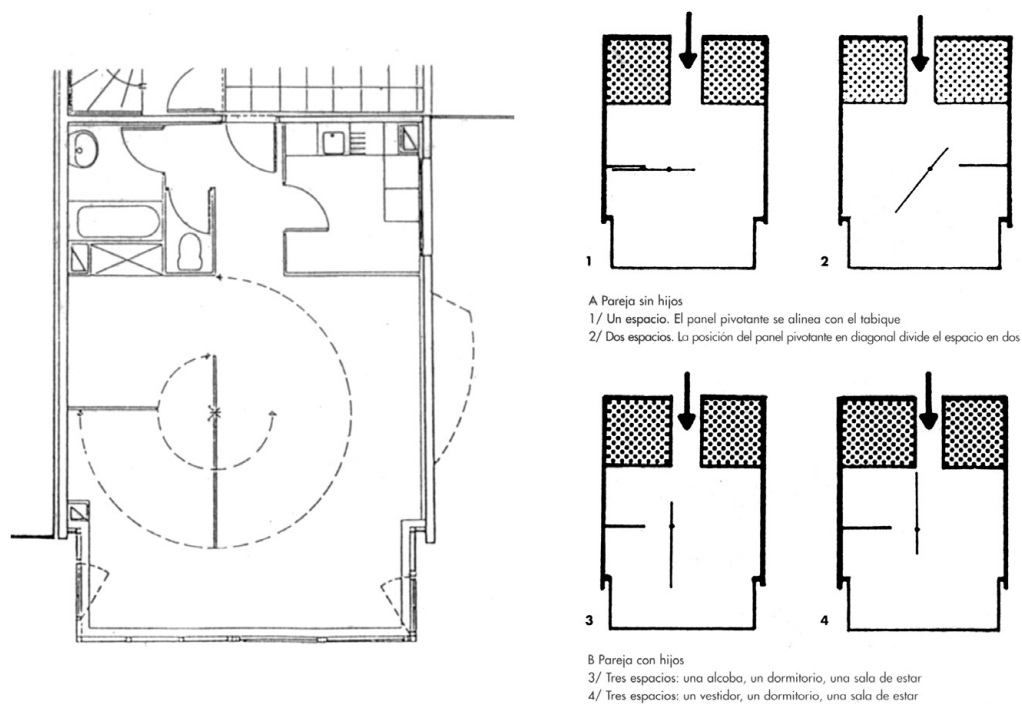 1
2
A Pareja sin hijos
1/ Un espacio. El panel pivotante se alinea con el tabique
2/ Dos espacios. La posición del panel pivotante en diagonal divide el espacio en dos
3
4
B Pareja con hijos
3/ Tres espacios: una alcoba, un dormitorio, una sala de estar
4/ Tres espacios: un vestidor, un dormitorio, una sala de estar